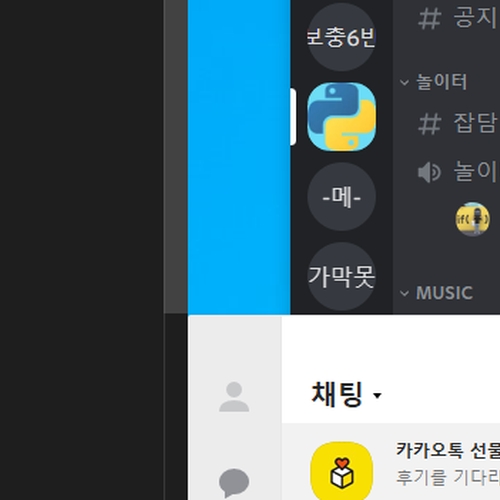 보충6반
# 공지
놀이터
# 잡담
놀이
-메-
가막못
MUSIC
채팅
카카오톡 선물
후기를 기다리